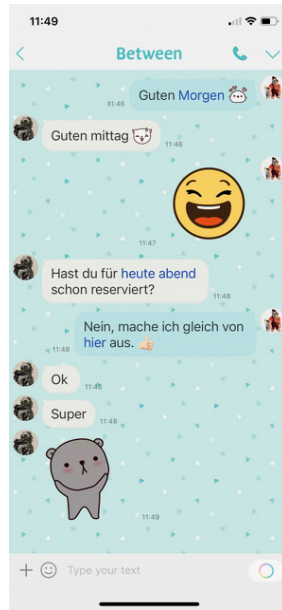 11:49
Between
Guten Morgen
11:46
Guten mittag
11:46
11:47
Hast du für heute abend
schon reserviert?
11:48
Nein, mache ich gleich von
hier aus.
11:48
Ok
11:48
Super
11:48
11:49
Type your text